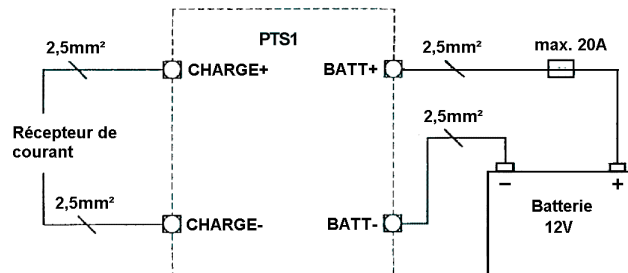 PTS1
2,5mm²
CHARGE+
BATT+
2,5mm²
max. 20A
Récepteur de
courant
2,5mm²
2,5mm²
CHARGE-
BATT-
−
+
Batterie
12V